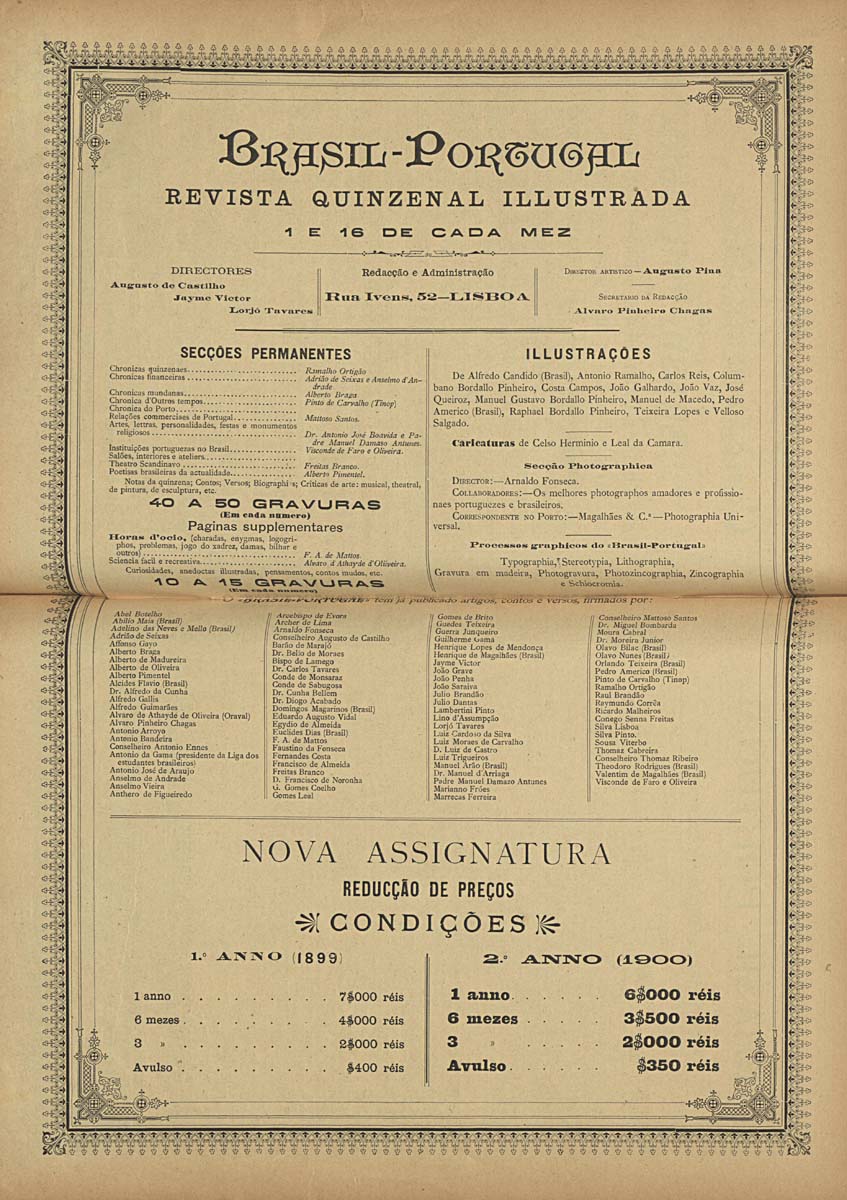 BRASIL-PORTUGAL
REVISTA QUINZENAL ILLUSTRADA
1 E 16 DE CADA MEZ
DIRECTORES
Augusto de Castilho
Jayme Victor
Lorjó Tavares
Redacção e Administração
Rua Ivens, 52—LISBOA
DIRECTOR ARTISTICO — Augusto Pina
SECRETARIO DA REDACÇÃO
Alvaro Pinheiro Chagas
SECÇÕES PERMANENTES
Chronicas quinzenaes Ramalho Ortigão
Chronicas financeiras Adrião de Seixas e Anselmo d'An-
drade
Chronicas mundanas Alberto Braga
Chronica d'Outros tempos Pinto de Carvalho (Tinop)
Chronica do Porto
Relações commerciaes de Portugal Mattoso Santos.
Artes, lettras, personalidades, festas e monumentos
religiosos Dr. Antonio José Boavida e Pa-
dre Manuel Damaso Antunes.
Instituições portuguezas no Brasil Visconde de Faro e Oliveira.
Salões, interiores e ateliers
Theatro Scandinavo Freitas Branco.
Poetisas brasileiras da actualidade Alberto Pimentel.
Notas da quinzena; Contos; Versos; Biographias; Críticas de arte: musical, theatral,
de pintura, de esculptura, etc.
40 A 50 GRAVURAS
(Em cada numero)
Paginas supplementares
Horas d'ocio, (charadas, enygmas, logogri-
phos, problemas, jogo do xadrez, damas, bilhar e
outros) F. A. de Mattos.
Sciencia facil e recreativa Alvaro d'Athayde d'Oliveira.
Curiosidades, anedoctas illustradas, pensamentos, contos mudos, etc.
10 A 15 GRAVURAS
(Em cada numero)
ILLUSTRAÇÕES
De Alfredo Candido (Brasil), Antonio Ramalho, Carlos Reis, Colum-
bano Bordallo Pinheiro, Costa Campos, João Galhardo, João Vaz, José
Queiroz, Manuel Gustavo Bordallo Pinheiro, Manuel de Macedo, Pedro
Americo (Brasil), Raphael Bordallo Pinheiro, Teixeira Lopes e Velloso
Salgado.
Caricaturas de Celso Herminio e Leal da Camara.
Secção Photographica
DIRECTOR:—Arnaldo Fonseca.
COLLABORADORES:—Os melhores photographos amadores e profissio-
naes portuguezes e brasileiros.
CORRESPONDENTE NO PORTO:—Magalhães & C.ª—Photographia Uni-
versal.
Processos graphicos do «Brasil-Portugal»
Typographia, Stereotypia, Lithographia,
Gravura em madeira, Photogravura, Photozincographia, Zincographia
e Schlocromia.
O «BRASIL-PORTUGAL» tem já publicado artigos, contos e versos, firmados por:
Abel Botelho
Abilio Maia (Brasil)
Adelino das Neves e Mello (Brasil)
Adrião de Seixas
Affonso Gayo
Alberto Braga
Alberto de Madureira
Alberto de Oliveira
Alberto Pimentel
Alcides Flavio (Brasil)
Dr. Alfredo da Cunha
Alfredo Gallis
Alfredo Guimarães
Alvaro de Athayde de Oliveira (Oraval)
Alvaro Pinheiro Chagas
Antonio Arroyo
Antonio Bandeira
Conselheiro Antonio Ennes
Antonio da Gama (presidente da Liga dos
estudantes brasileiros)
Antonio José de Araujo
Anselmo de Andrade
Anselmo Vieira
Anthero de Figueiredo
Arcebispo de Evora
Archer de Lima
Arnaldo Fonseca
Conselheiro Augusto de Castilho
Barão de Marajó
Dr. Bello de Moraes
Bispo de Lamego
Dr. Carlos Tavares
Conde de Monsaraz
Conde de Sabugosa
Dr. Cunha Bellem
Dr. Diogo Acabado
Domingos Magarinos (Brasil)
Eduardo Augusto Vidal
Egydio de Almeida
Euclides Dias (Brasil)
F. A. de Mattos
Faustino da Fonseca
Fernandes Costa
Francisco de Almeida
Freitas Branco
D. Francisco de Noronha
G. Gomes Coelho
Gomes Leal
Gomes de Brito
Guedes Teixeira
Guerra Junqueiro
Guilherme Gama
Henrique Lopes de Mendonça
Henrique de Magalhães (Brasil)
Jayme Victor
João Grave
João Penha
João Saraiva
Julio Brandão
Julio Dantas
Lambertini Pinto
Lino d'Assumpção
Lorjó Tavares
Luiz Cardoso da Silva
Luiz Moraes de Carvalho
D. Luiz de Castro
Luiz Trigueiros
Manuel Arão (Brasil)
Dr. Manuel d'Arriaga
Padre Manuel Damaso Antunes
Marianno Fróes
Marrecas Ferreira
Conselheiro Mattoso Santos
Dr. Miguel Bombarda
Moura Cabral
Dr. Moreira Junior
Olavo Bilac (Brasil)
Olavo Nunes (Brasil)
Orlando Teixeira (Brasil)
Pedro Americo (Brasil)
Pinto de Carvalho (Tinop)
Ramalho Ortigão
Raul Brandão
Raymundo Corrêa
Ricardo Malheiros
Conego Senna Freitas
Silva Lisboa
Silva Pinto.
Sousa Viterbo
Thomaz Cabreira
Conselheiro Thomaz Ribeiro
Theodoro Rodrigues (Brasil)
Valentim de Magalhães (Brasil)
Visconde de Faro e Oliveira
NOVA ASSIGNATURA
REDUCÇÃO DE PREÇOS
CONDIÇÕES
1.º ANNO (1899)
1 anno 7$000 réis
6 mezes 4$000 réis
3 » 2$000 réis
Avulso $400 réis
2.º ANNO (1900)
1 anno 6$000 réis
6 mezes 3$500 réis
3 » 2$000 réis
Avulso $350 réis